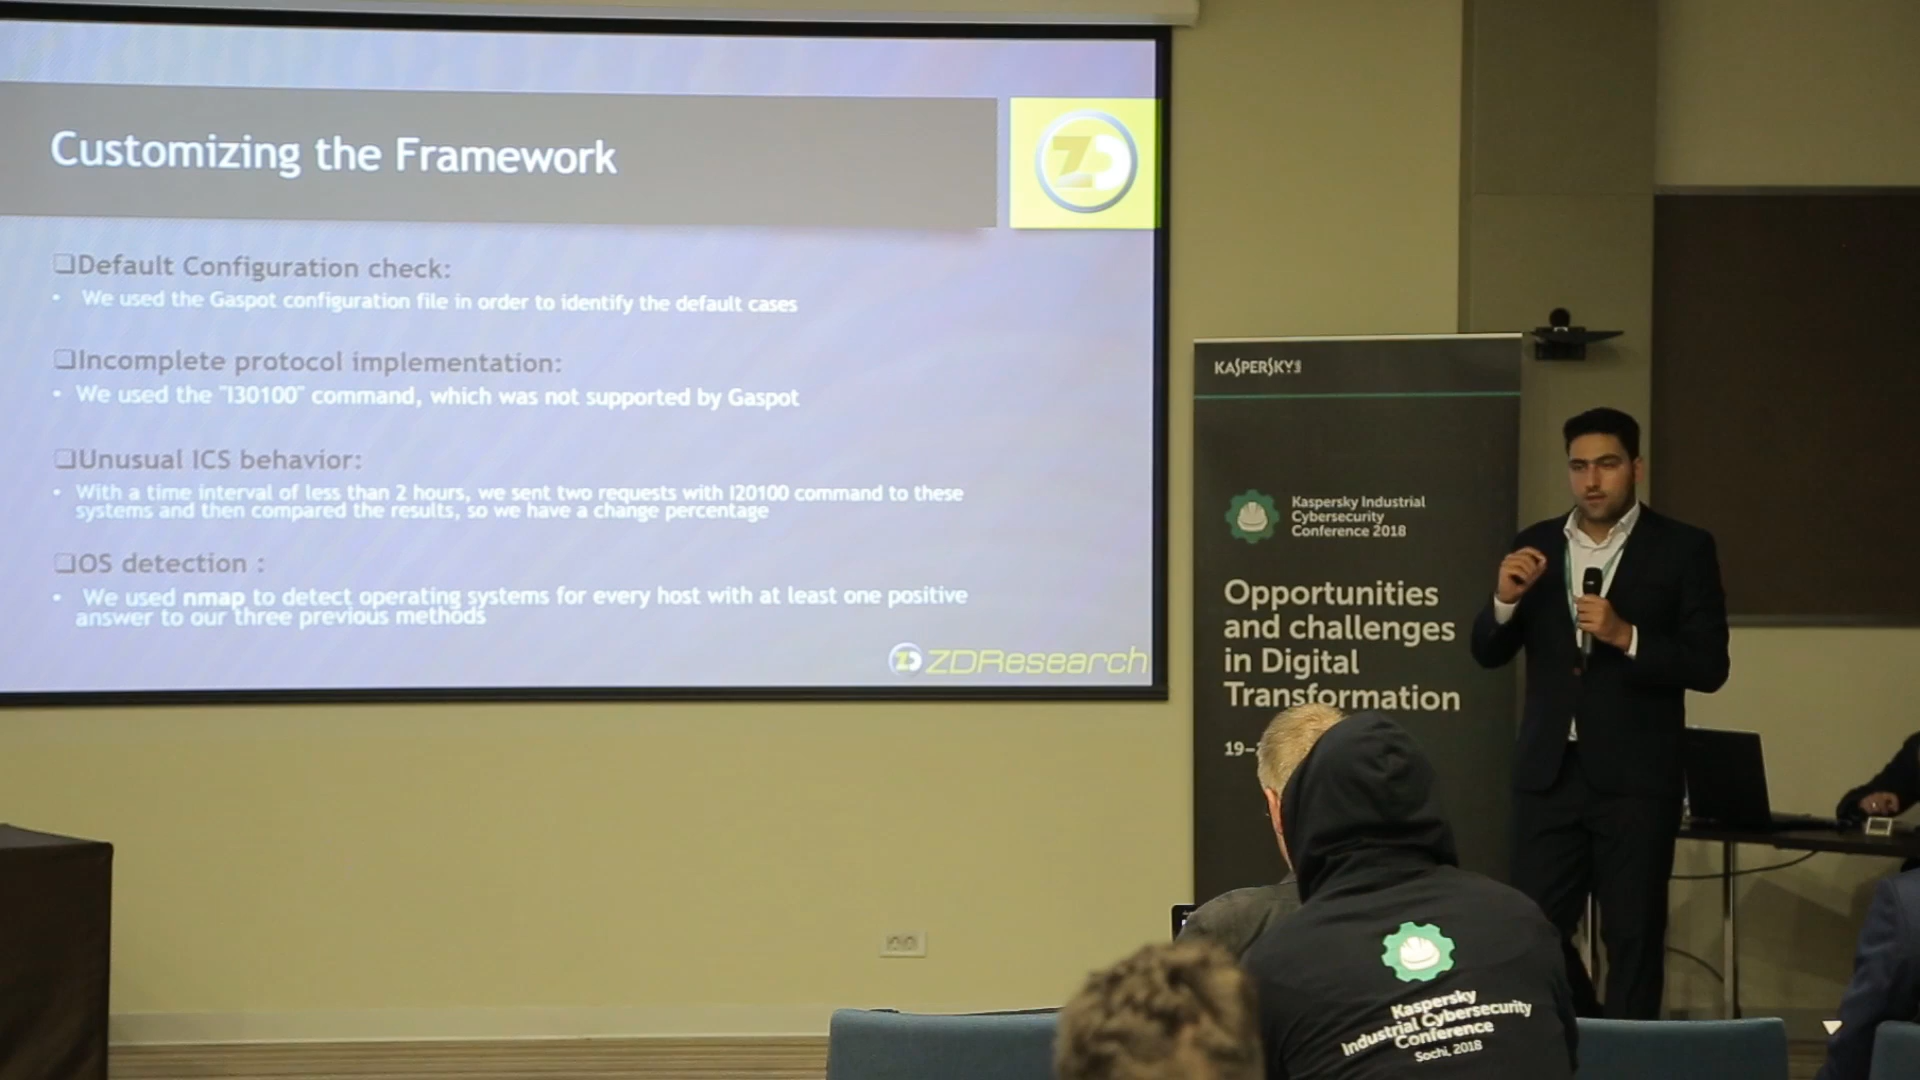 Customizing the Framework
ZD
❑Default Configuration check:
• We used the Gaspot configuration file in order to identify the default cases
❑Incomplete protocol implementation:
• We used the "I30100" command, which was not supported by Gaspot
❑Unusual ICS behavior:
• With a time interval of less than 2 hours, we sent two requests with I20100 command to these
systems and then compared the results, so we have a change percentage
❑OS detection :
• We used nmap to detect operating systems for every host with at least one positive
answer to our three previous methods
ZDResearch
KASPERSKY
Kaspersky Industrial
Cybersecurity
Conference 2018
Opportunities
and challenges
in Digital
Transformation
19–
Kaspersky
Industrial Cybersecurity
Conference
Sochi, 2018